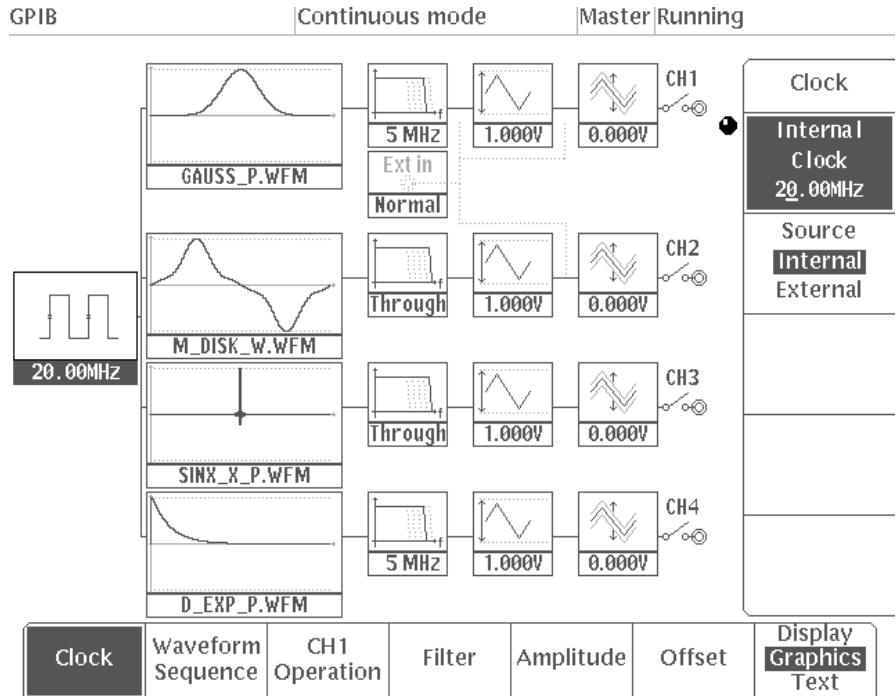 GPIB
Continuous mode
Master
Running
5 MHz
1.000V
0.000V
CH1
GAUSS_P.WFM
Ext in
Normal
Through
1.000V
0.000V
CH2
M_DISK_W.WFM
20.00MHz
Through
1.000V
0.000V
CH3
SINX_X_P.WFM
5 MHz
1.000V
0.000V
CH4
D_EXP_P.WFM
f
f
f
f
Clock
Internal
Clock
20.00MHz
Source
Internal
External
Clock
Waveform
Sequence
CH1
Operation
Filter
Amplitude
Offset
Display
Graphics
Text